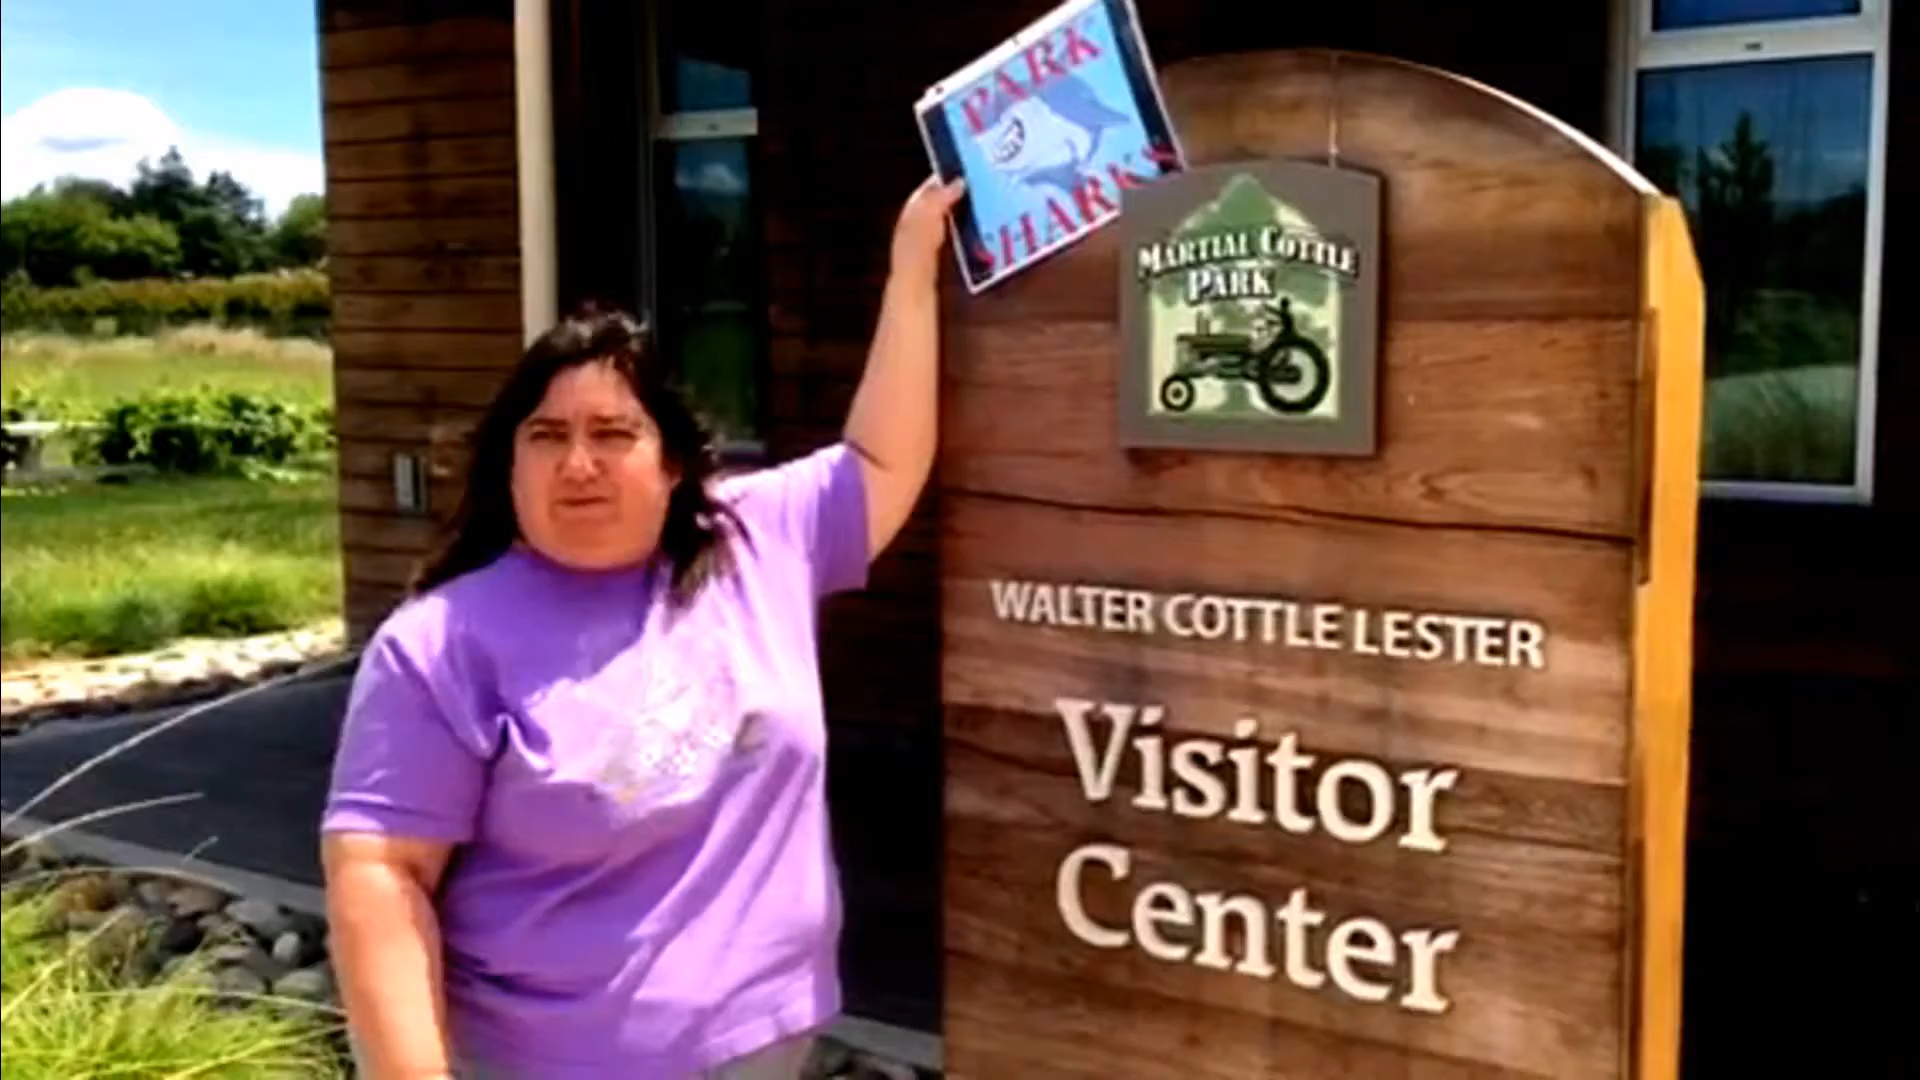 PARK
SHARKS
MARTIAL COTTLE
PARK
WALTER COTTLE LESTER
Visitor
Center